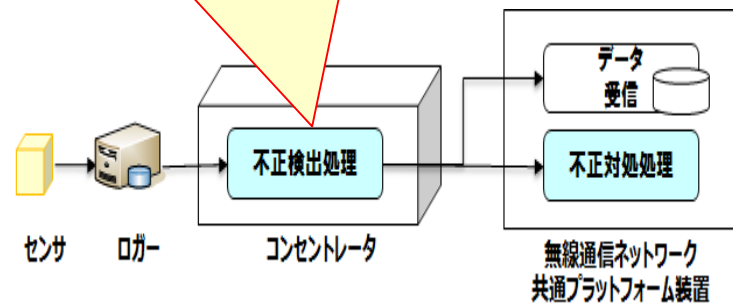 データ
受信
不正検出処理
不正対処処理
センサ
ロガー
コンセントレータ
無線通信ネットワーク
共通プラットフォーム装置